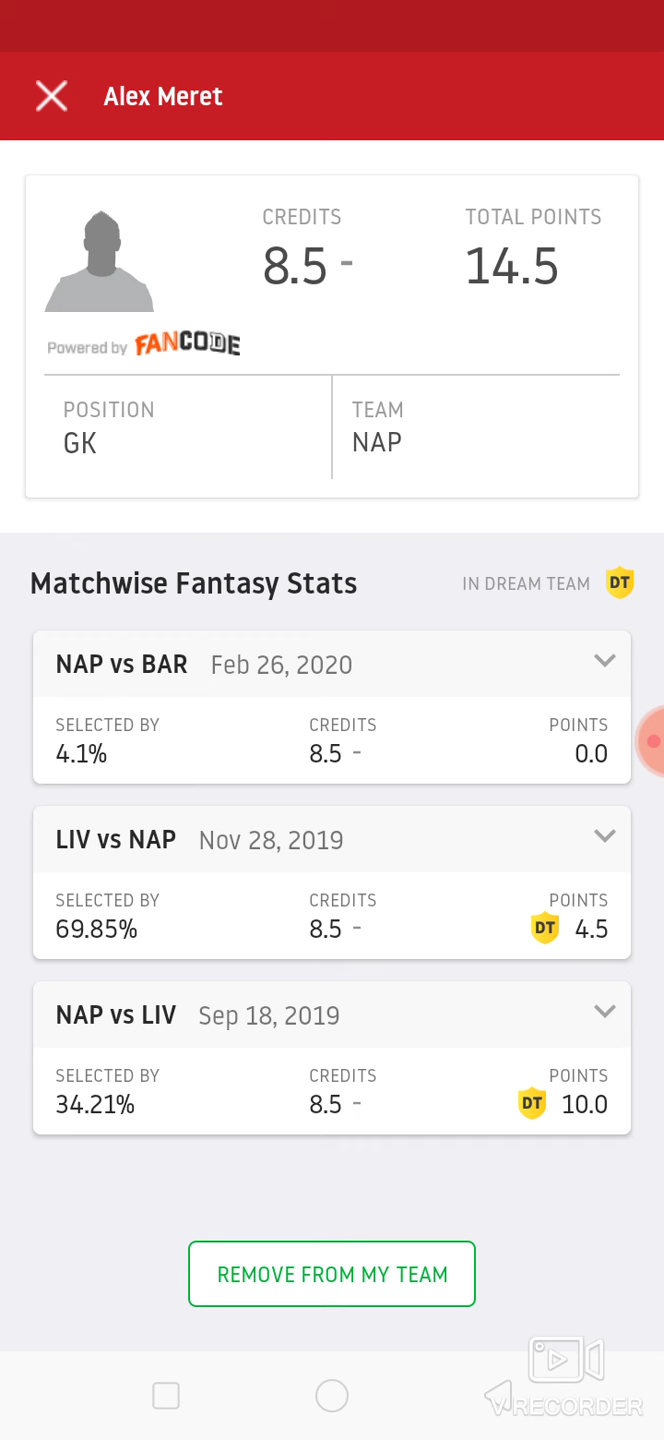 Alex Meret
CREDITS
8.5 -
TOTAL POINTS
14.5
Powered by FANCODE
POSITION
GK
TEAM
NAP
Matchwise Fantasy Stats
IN DREAM TEAM DT
NAP vs BAR Feb 26, 2020
SELECTED BY CREDITS POINTS
4.1% 8.5 - 0.0
LIV vs NAP Nov 28, 2019
SELECTED BY CREDITS POINTS
69.85% 8.5 - DT 4.5
NAP vs LIV Sep 18, 2019
SELECTED BY CREDITS POINTS
34.21% 8.5 - DT 10.0
REMOVE FROM MY TEAM
VRECORDER